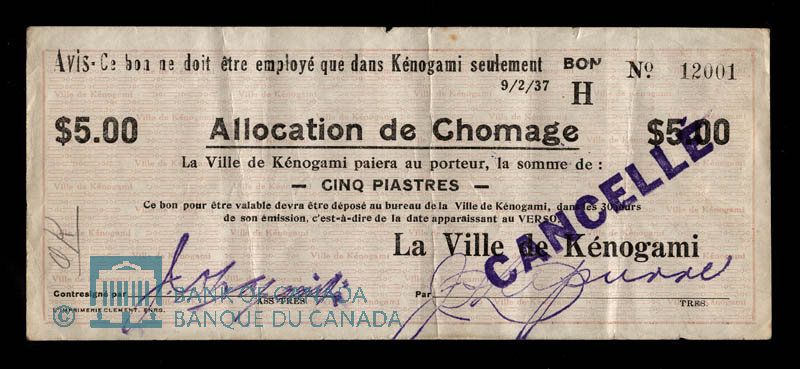 Avis - Ce bon ne doit être employé que dans Kénogami seulement BON Nº 12001
9/2/37 H
$5.00 Allocation de Chomage $5.00
La Ville de Kénogami paiera au porteur, la somme de :
— CINQ PIASTRES —
Ce bon pour être valable devra être déposé au bureau de la Ville de Kénogami, dans les 30 jours
de son émission, c'est-à-dire de la date apparaissant au VERSO.
CANCELLÉ
OK
La Ville de Kénogami
Contresigné par ASS-TRES. Par TRES.
IMPRIMERIE CLEMENT, ENRG.
© BANK OF CANADA
BANQUE DU CANADA